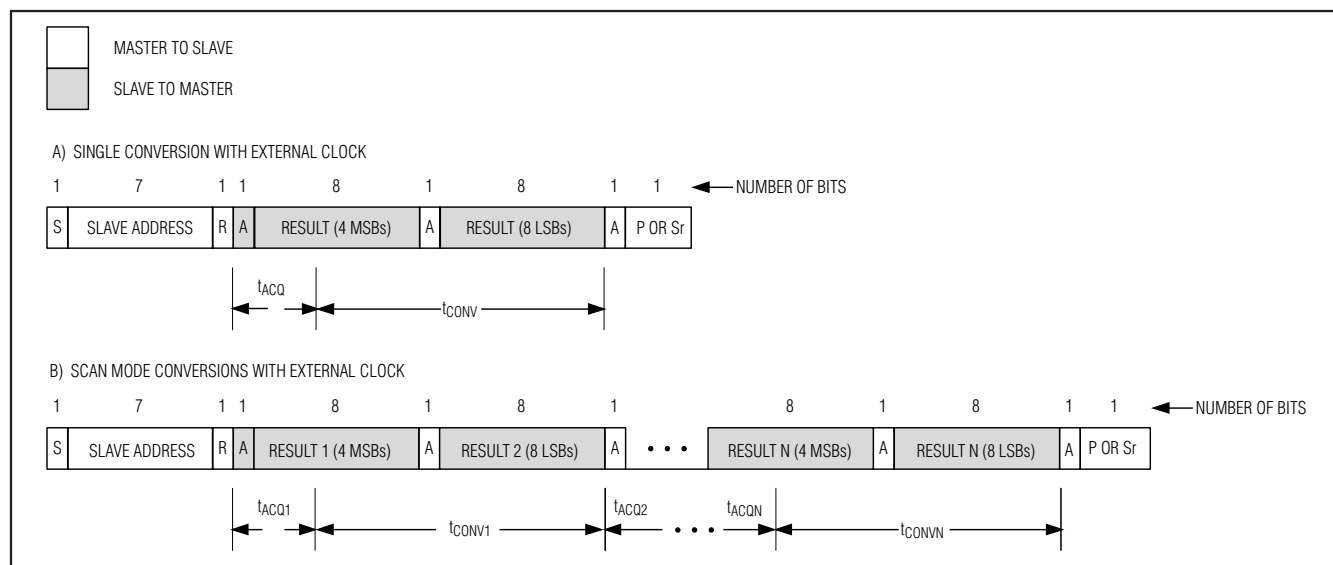 MASTER TO SLAVE
SLAVE TO MASTER
A) SINGLE CONVERSION WITH EXTERNAL CLOCK
1 7 1 1 8 1 8 1 1 NUMBER OF BITS
S SLAVE ADDRESS R A RESULT (4 MSBs) A RESULT (8 LSBs) A P OR Sr
tACQ
tCONV
B) SCAN MODE CONVERSIONS WITH EXTERNAL CLOCK
1 7 1 1 8 1 8 1 8 1 8 1 1 NUMBER OF BITS
S SLAVE ADDRESS R A RESULT 1 (4 MSBs) A RESULT 2 (8 LSBs) A • • • RESULT N (4 MSBs) A RESULT N (8 LSBs) A P OR Sr
tACQ1 tACQ2 tACQN
tCONV1 • • • tCONVN